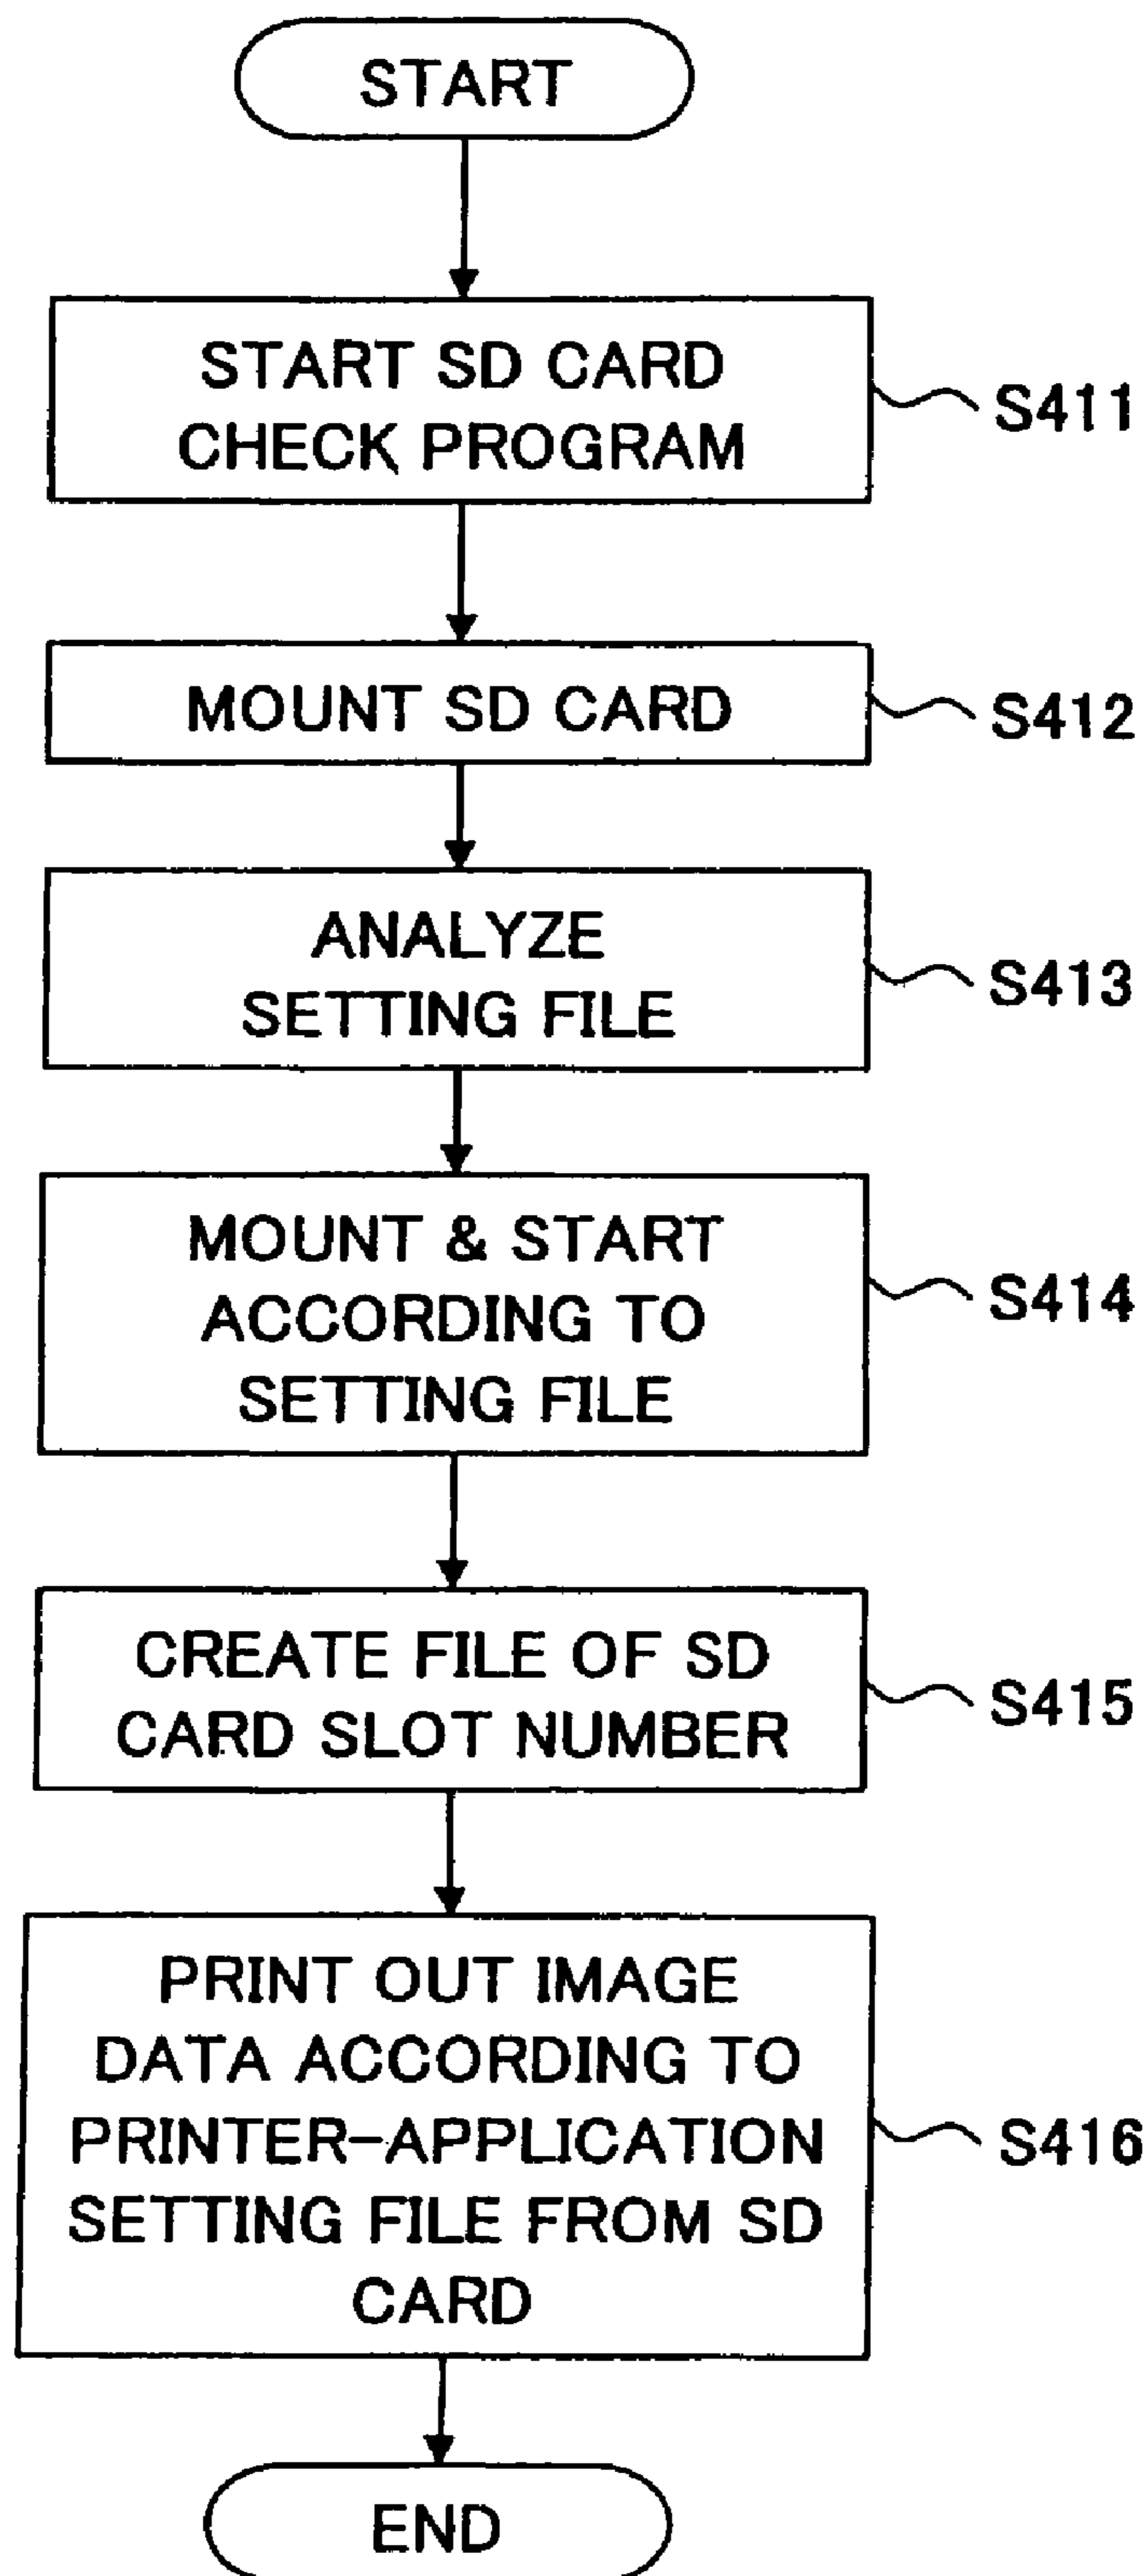 START
START SD CARD
CHECK PROGRAM
S411
MOUNT SD CARD
S412
ANALYZE
SETTING FILE
S413
MOUNT & START
ACCORDING TO
SETTING FILE
S414
CREATE FILE OF SD
CARD SLOT NUMBER
S415
PRINT OUT IMAGE
DATA ACCORDING TO
PRINTER-APPLICATION
SETTING FILE FROM SD
CARD
S416
END